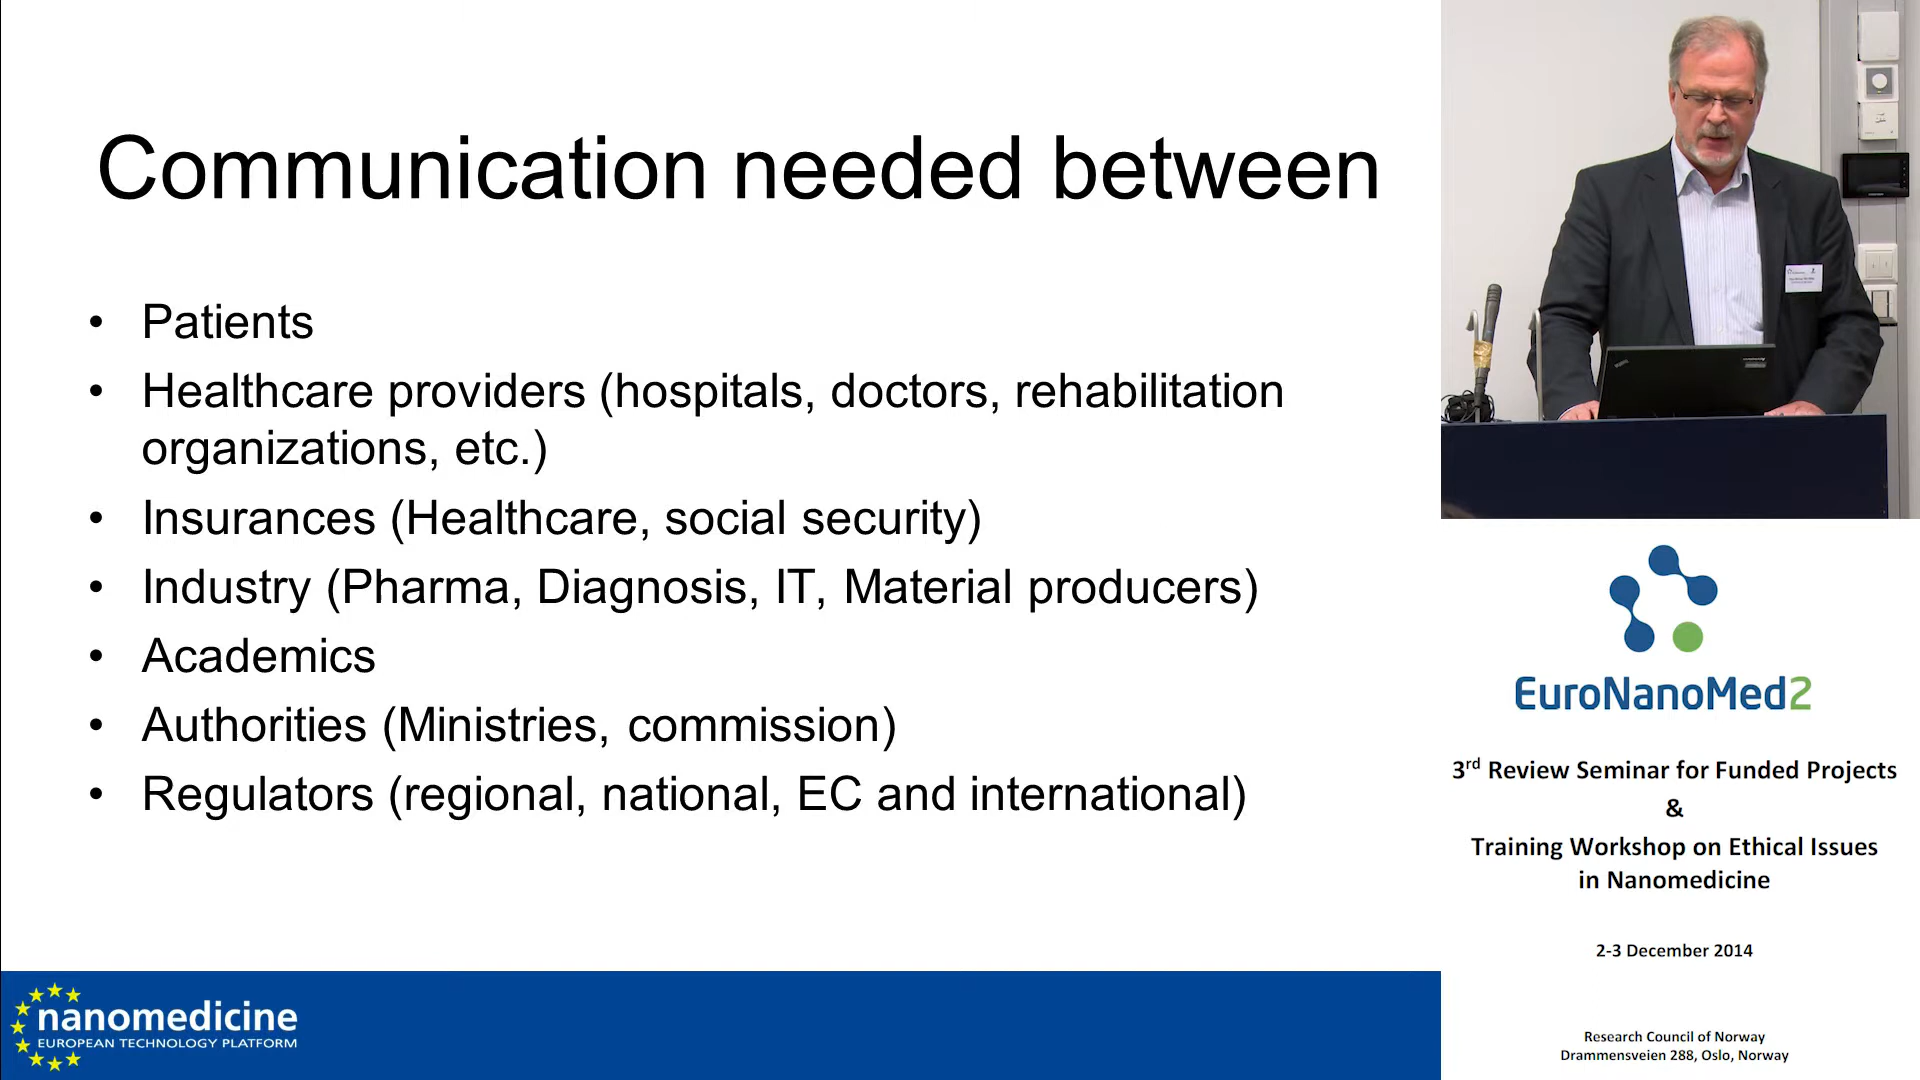 Communication needed between
• Patients
• Healthcare providers (hospitals, doctors, rehabilitation
organizations, etc.)
• Insurances (Healthcare, social security)
• Industry (Pharma, Diagnosis, IT, Material producers)
• Academics
• Authorities (Ministries, commission)
• Regulators (regional, national, EC and international)
nanomedicine
EUROPEAN TECHNOLOGY PLATFORM
EuroNanoMed2
3rd Review Seminar for Funded Projects
&
Training Workshop on Ethical Issues
in Nanomedicine
2-3 December 2014
Research Council of Norway
Drammensveien 288, Oslo, Norway